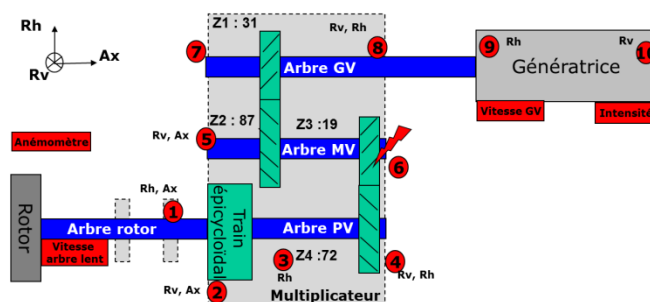 Rh
Rv
Ax
Z1 : 31
Rv, Rh
7
8
9
Rh
Rv
10
Arbre GV
Génératrice
Vitesse GV
Intensité
Anémomètre
Z2 : 87
Z3 :19
Rv, Ax
5
Arbre MV
6
Rh, Ax
1
Rotor
Arbre rotor
Train
épicycloïdal
Arbre PV
Vitesse
arbre lent
3
Z4 :72
4
Rh
Rv, Rh
Rv, Ax
2
Multiplicateur